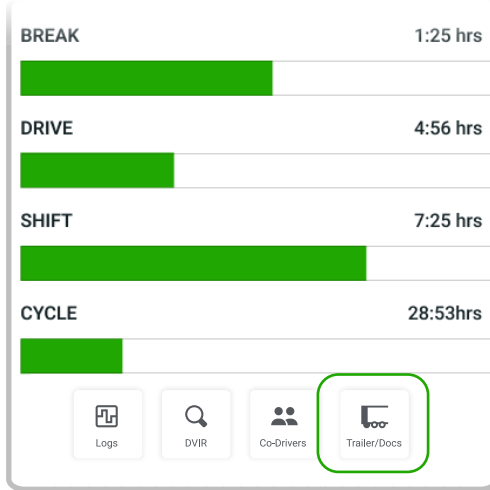 BREAK 1:25 hrs
DRIVE 4:56 hrs
SHIFT 7:25 hrs
CYCLE 28:53hrs
Logs DVIR Co-Drivers Trailer/Docs